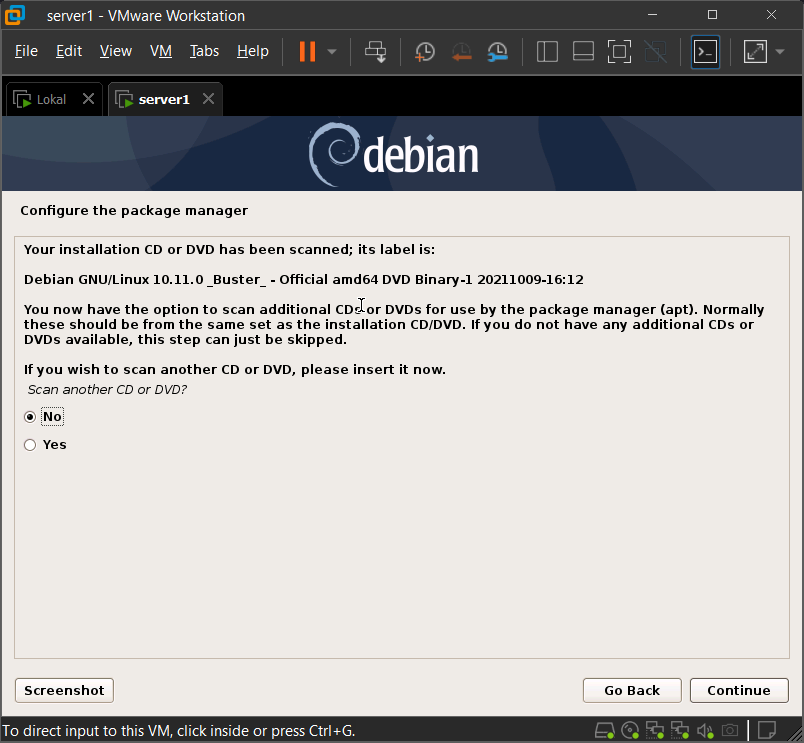 server1 - VMware Workstation
File Edit View VM Tabs Help
Lokal
server1
debian
Configure the package manager
Your installation CD or DVD has been scanned; its label is:
Debian GNU/Linux 10.11.0 _Buster_ - Official amd64 DVD Binary-1 20211009-16:12
You now have the option to scan additional CDs or DVDs for use by the package manager (apt). Normally
these should be from the same set as the installation CD/DVD. If you do not have any additional CDs or
DVDs available, this step can just be skipped.
If you wish to scan another CD or DVD, please insert it now.
Scan another CD or DVD?
No
Yes
Screenshot
Go Back
Continue
To direct input to this VM, click inside or press Ctrl+G.